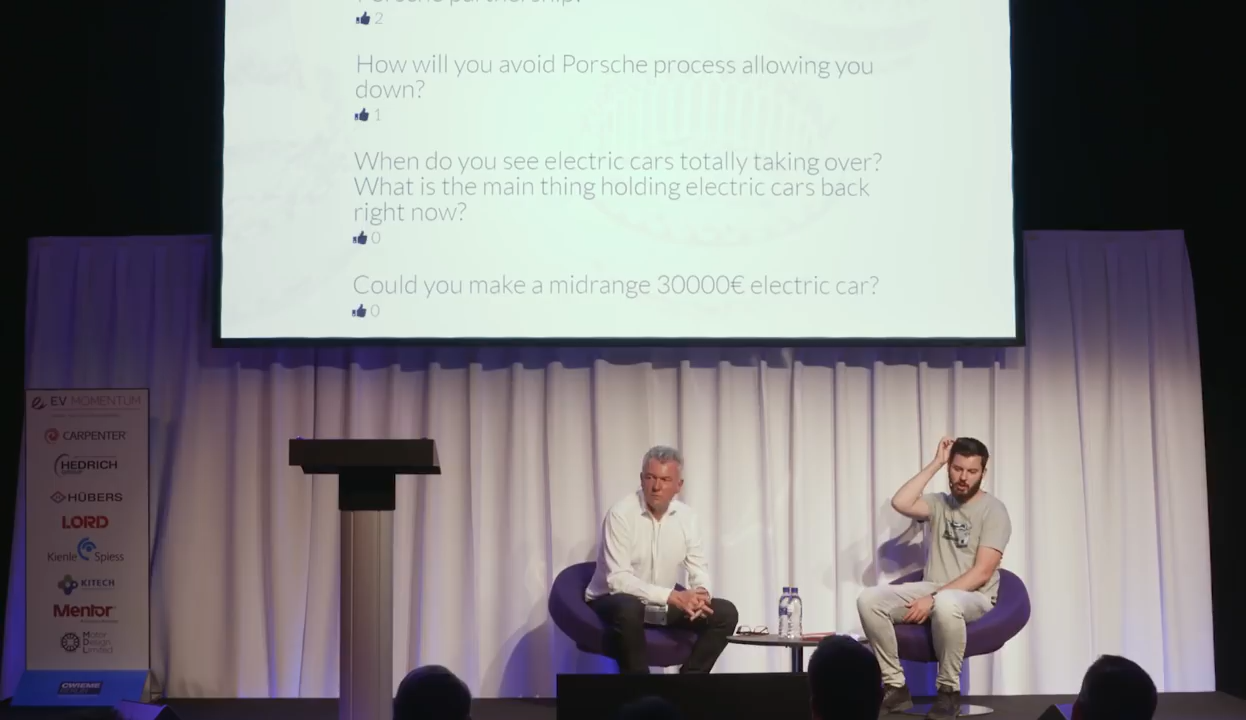 2
How will you avoid Porsche process allowing you
down?
1
When do you see electric cars totally taking over?
What is the main thing holding electric cars back
right now?
0
Could you make a midrange 30000€ electric car?
0
EV MOMENTUM
CARPENTER
HEDRICH
HÜBERS
LORD
Kienle Spiess
KITECH
Mentor
Motor
Design
Limited
CWIEME